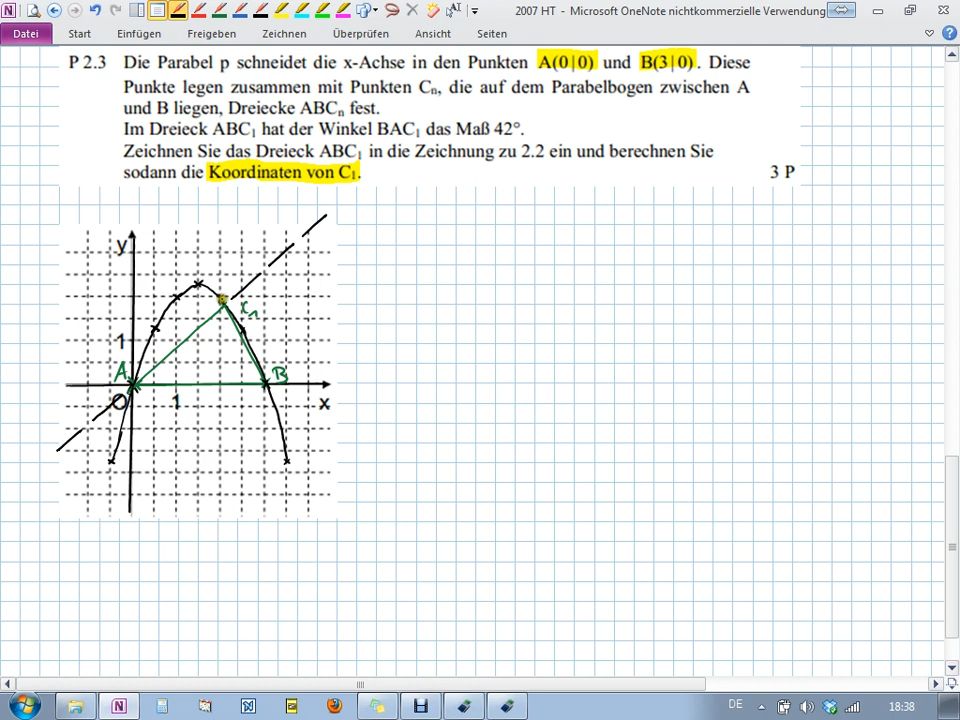 2007 HT - Microsoft OneNote nichtkommerzielle Verwendung
Datei Start Einfügen Freigeben Zeichnen Überprüfen Ansicht Seiten
P 2.3 Die Parabel p schneidet die x-Achse in den Punkten A(0|0) und B(3|0). Diese
Punkte legen zusammen mit Punkten Cₙ, die auf dem Parabelbogen zwischen A
und B liegen, Dreiecke ABCₙ fest.
Im Dreieck ABC₁ hat der Winkel BAC₁ das Maß 42°.
Zeichnen Sie das Dreieck ABC₁ in die Zeichnung zu 2.2 ein und berechnen Sie
sodann die Koordinaten von C₁. 3 P
y
1
A
B
O 1 x
DE 18:38